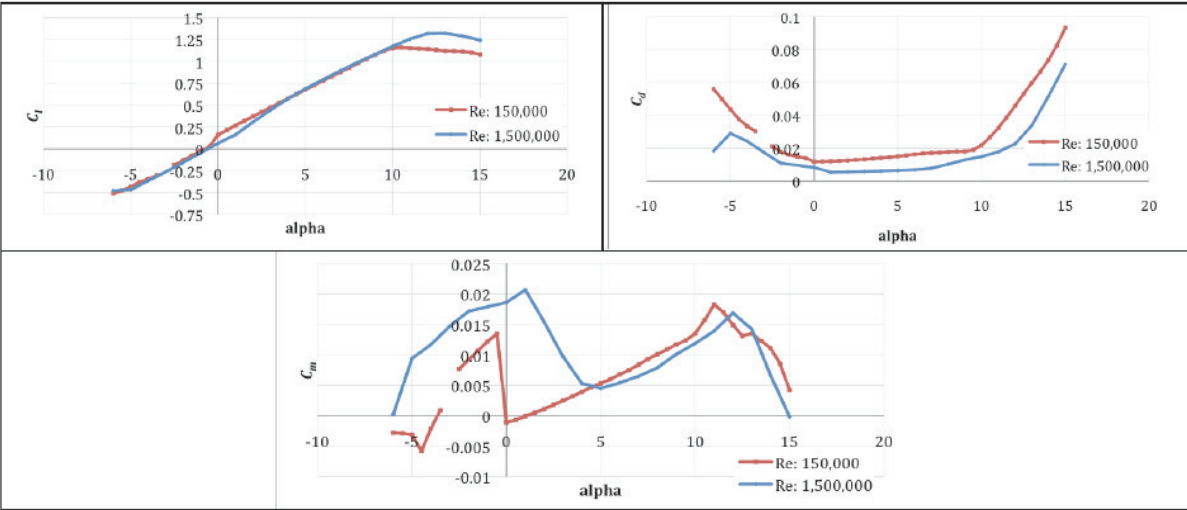 1.5
1.25
1
0.75
0.5
0.25
0
-0.25
-0.5
-0.75
-10 -5 0 5 10 15 20
C_l
alpha
Re: 150,000
Re: 1,500,000
0.1
0.08
0.06
0.04
0.02
0
-10 -5 0 5 10 15 20
C_d
alpha
Re: 150,000
Re: 1,500,000
0.025
0.02
0.015
0.01
0.005
0
-0.005
-0.01
-10 -5 0 5 10 15 20
C_m
alpha
Re: 150,000
Re: 1,500,000